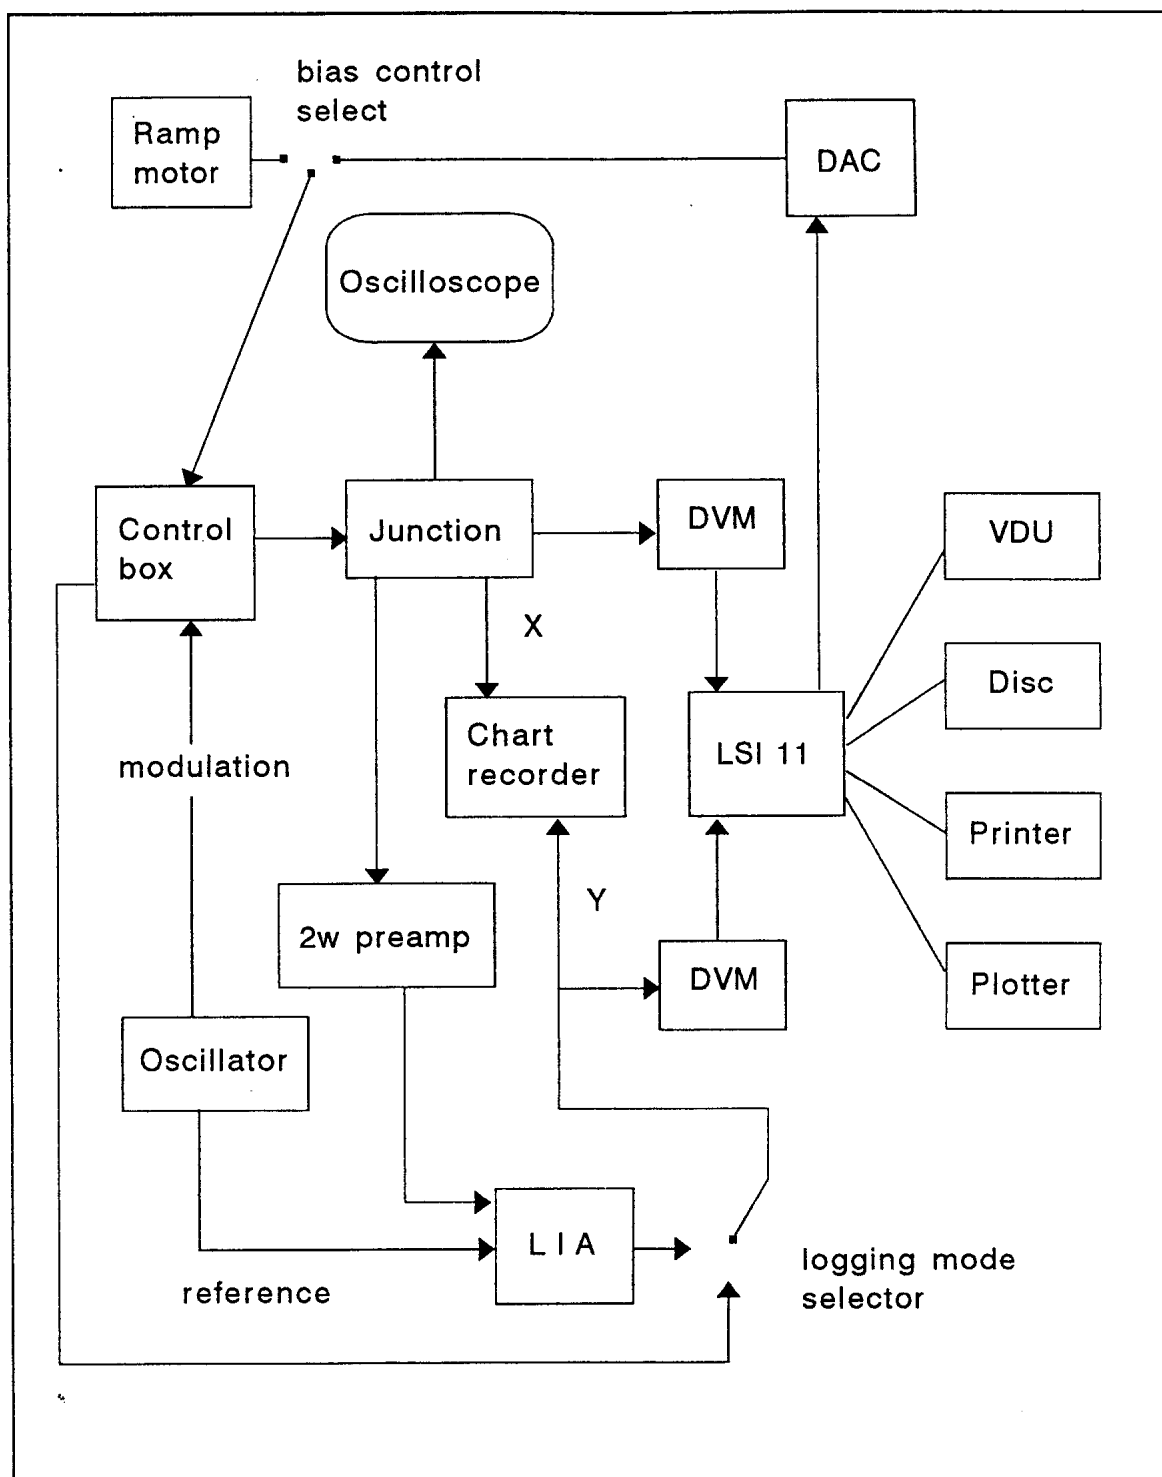 bias control
select
Ramp
motor
DAC
Oscilloscope
Control
box
Junction
DVM
VDU
X
Disc
Chart
recorder
LSI 11
modulation
Printer
Y
2w preamp
DVM
Plotter
Oscillator
LIA
logging mode
selector
reference